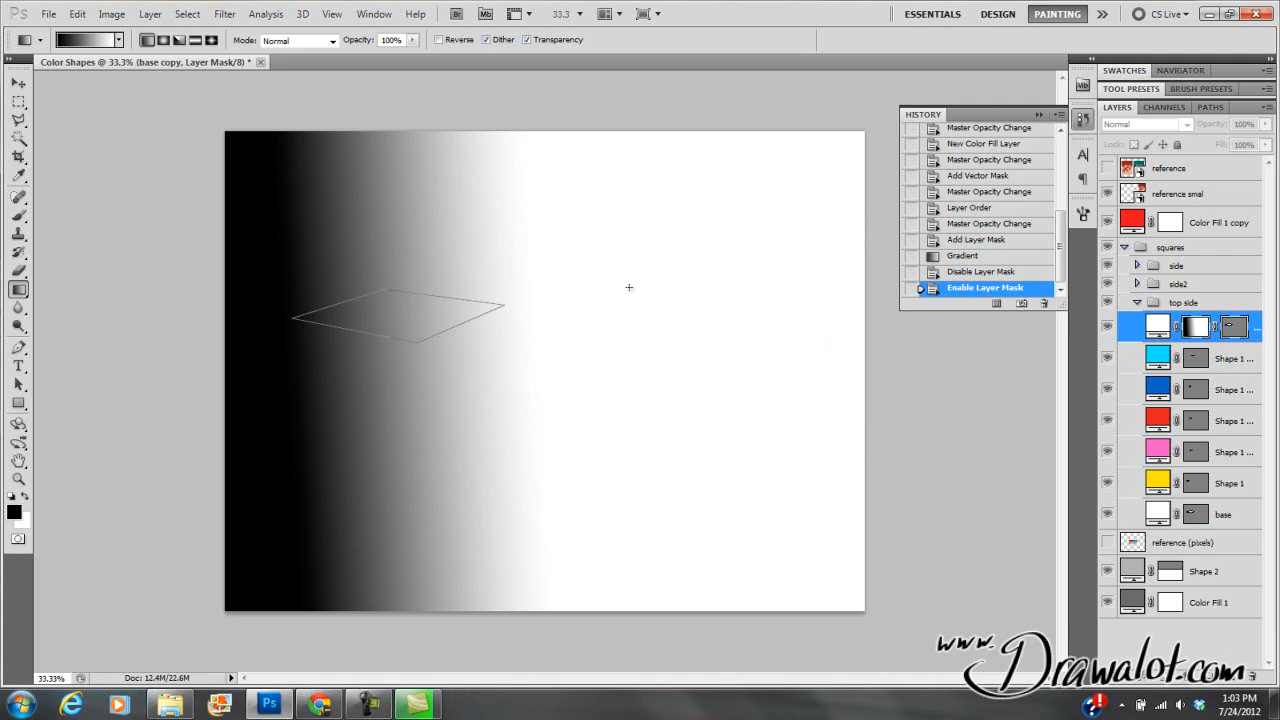 Ps File Edit Image Layer Select Filter Analysis 3D View Window Help Br Mb 33.3 ESSENTIALS DESIGN PAINTING CS Live
Mode: Normal Opacity: 100% Reverse Dither Transparency
Color Shapes @ 33.3% (base copy, Layer Mask/8) *
HISTORY
Master Opacity Change
New Color Fill Layer
Master Opacity Change
Add Vector Mask
Master Opacity Change
Layer Order
Master Opacity Change
Add Layer Mask
Gradient
Disable Layer Mask
Enable Layer Mask
SWATCHES NAVIGATOR
TOOL PRESETS BRUSH PRESETS
LAYERS CHANNELS PATHS
Normal Opacity: 100%
Lock: Fill: 100%
reference
reference smal
Color Fill 1 copy
squares
side
side2
top side
...
Shape 1 ...
Shape 1 ...
Shape 1 ...
Shape 1 ...
Shape 1
base
reference (pixels)
Shape 2
Color Fill 1
33.33% Doc: 12.4M/22.6M
www.
Drawalot.com
Ps
1:03 PM
7/24/2012